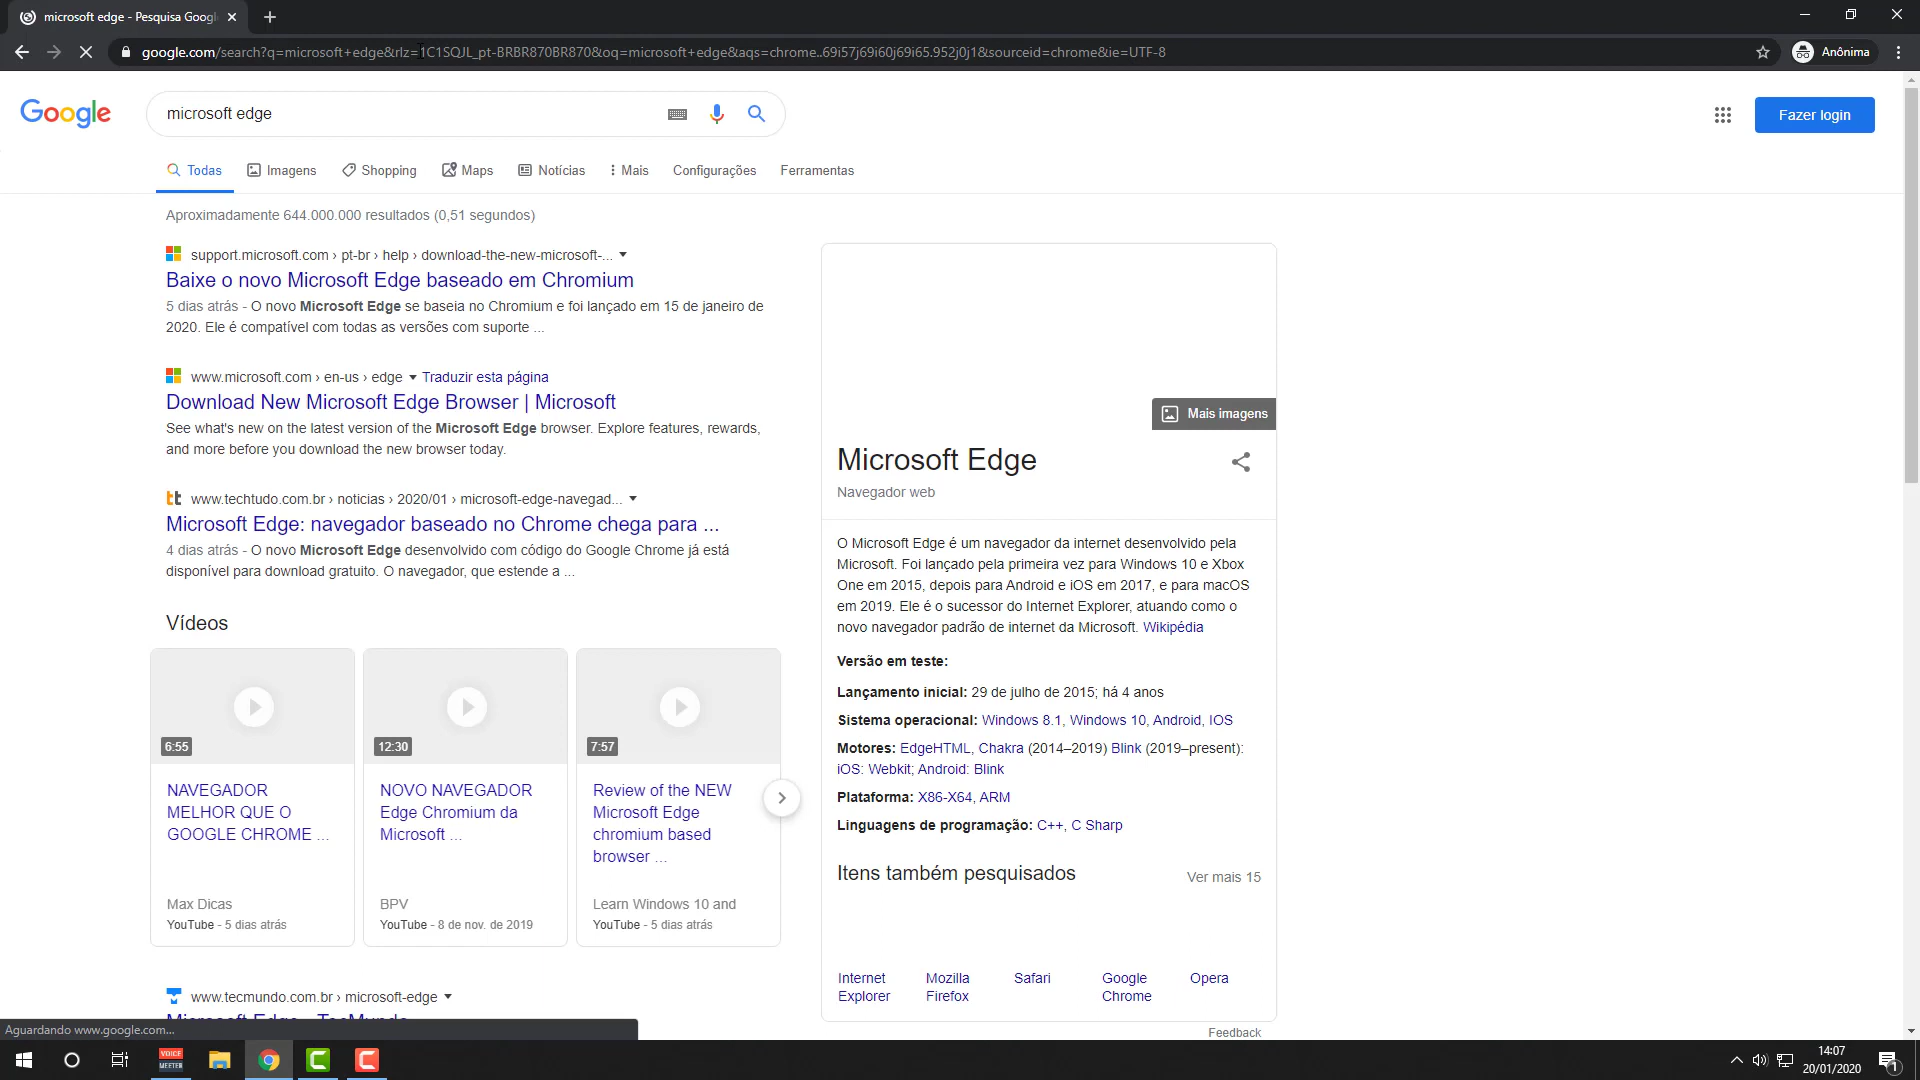 microsoft edge - Pesquisa Googl
google.com/search?q=microsoft+edge&rlz=1C1SQJL_pt-BRBR870BR870&oq=microsoft+edge&aqs=chrome..69i57j69i60j69i65.952j0j1&sourceid=chrome&ie=UTF-8
Anônima
Google
microsoft edge
Fazer login
Todas
Imagens
Shopping
Maps
Notícias
Mais
Configurações
Ferramentas
Aproximadamente 644.000.000 resultados (0,51 segundos)
support.microsoft.com › pt-br › help › download-the-new-microsoft-...
Baixe o novo Microsoft Edge baseado em Chromium
5 dias atrás - O novo Microsoft Edge se baseia no Chromium e foi lançado em 15 de janeiro de
2020. Ele é compatível com todas as versões com suporte ...
www.microsoft.com › en-us › edge
Traduzir esta página
Download New Microsoft Edge Browser | Microsoft
See what's new on the latest version of the Microsoft Edge browser. Explore features, rewards,
and more before you download the new browser today.
tt www.techtudo.com.br › noticias › 2020/01 › microsoft-edge-navegad...
Microsoft Edge: navegador baseado no Chrome chega para ...
4 dias atrás - O novo Microsoft Edge desenvolvido com código do Google Chrome já está
disponível para download gratuito. O navegador, que estende a ...
Vídeos
6:55
NAVEGADOR
MELHOR QUE O
GOOGLE CHROME ...
Max Dicas
YouTube - 5 dias atrás
12:30
NOVO NAVEGADOR
Edge Chromium da
Microsoft ...
BPV
YouTube - 8 de nov. de 2019
7:57
Review of the NEW
Microsoft Edge
chromium based
browser ...
Learn Windows 10 and
YouTube - 5 dias atrás
www.tecmundo.com.br › microsoft-edge
Microsoft Edge - TecMundo
Mais imagens
Microsoft Edge
Navegador web
O Microsoft Edge é um navegador da internet desenvolvido pela
Microsoft. Foi lançado pela primeira vez para Windows 10 e Xbox
One em 2015, depois para Android e iOS em 2017, e para macOS
em 2019. Ele é o sucessor do Internet Explorer, atuando como o
novo navegador padrão de internet da Microsoft. Wikipédia
Versão em teste:
Lançamento inicial: 29 de julho de 2015; há 4 anos
Sistema operacional: Windows 8.1, Windows 10, Android, IOS
Motores: EdgeHTML, Chakra (2014–2019) Blink (2019–present):
iOS: Webkit; Android: Blink
Plataforma: X86-X64, ARM
Linguagens de programação: C++, C Sharp
Itens também pesquisados
Ver mais 15
Internet
Explorer
Mozilla
Firefox
Safari
Google
Chrome
Opera
Feedback
Aguardando www.google.com...
VOICE
MEETER
14:07
20/01/2020
1